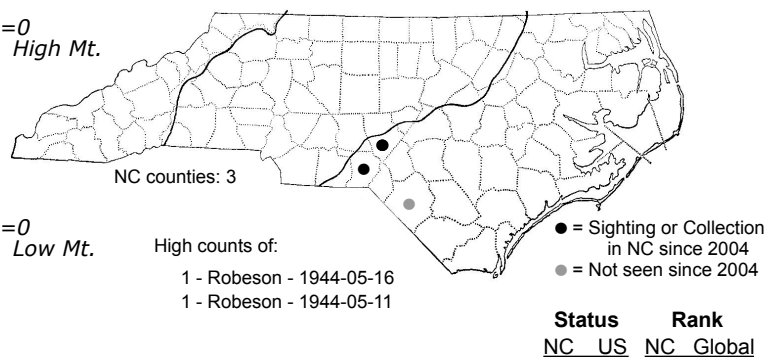 =0
High Mt.
NC counties: 3
=0
Low Mt.
High counts of:
1 - Robeson - 1944-05-16
1 - Robeson - 1944-05-11
● = Sighting or Collection
in NC since 2004
● = Not seen since 2004
Status Rank
NC US NC Global